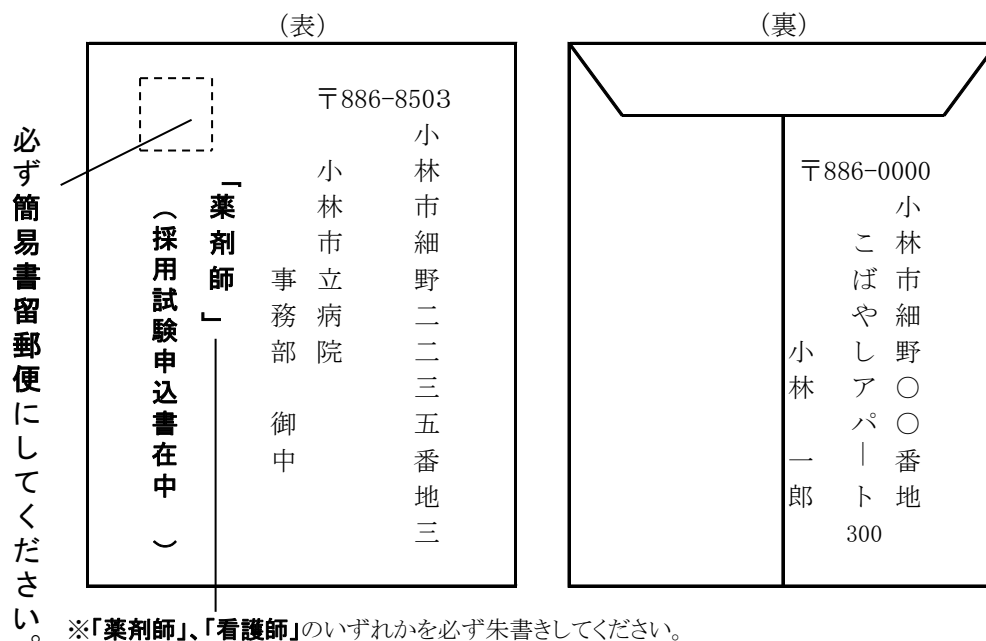 （表）
〒886-8503
小林市細野二二三五番地三
小林市立病院
事務部　御中
「薬剤師」
（採用試験申込書在中　）
必ず簡易書留郵便にしてください。
（裏）
〒886-0000
小林市細野〇〇番地
こばやしアパート
300
小林　一郎
※「薬剤師」、「看護師」のいずれかを必ず朱書きしてください。